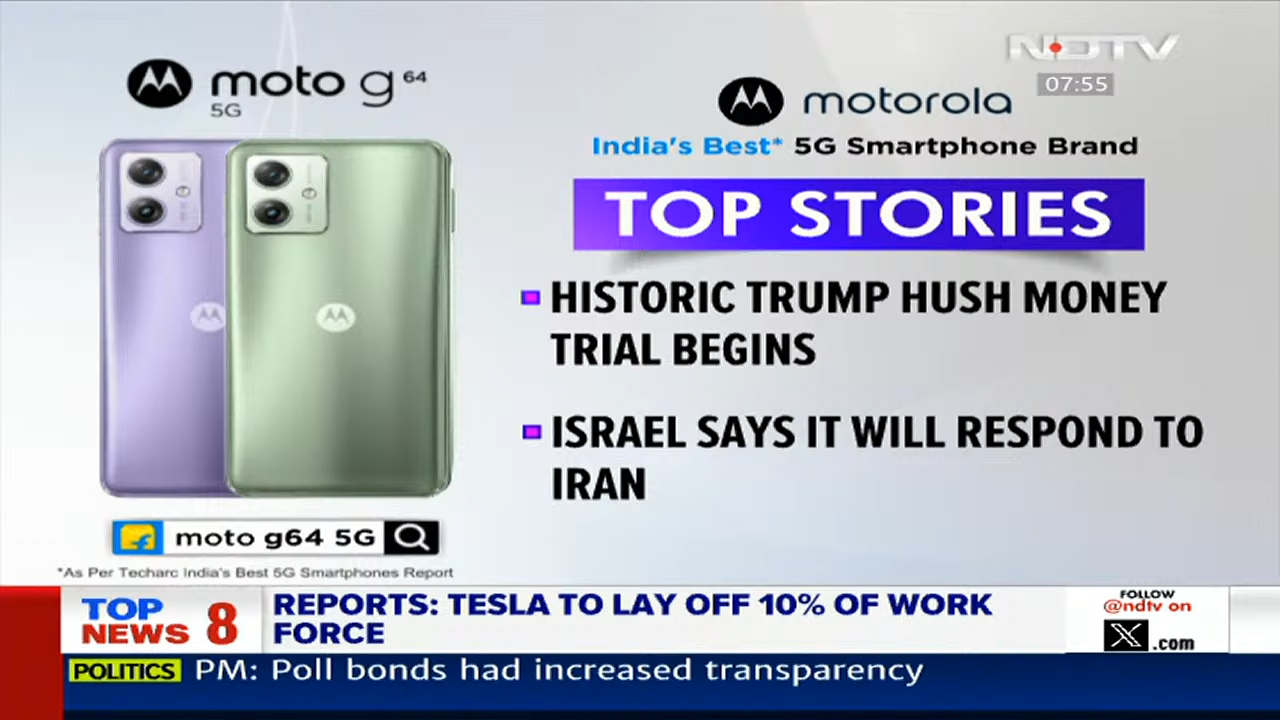 moto g 64
5G
NDTV
07:55
motorola
India's Best* 5G Smartphone Brand
TOP STORIES
HISTORIC TRUMP HUSH MONEY
TRIAL BEGINS
ISRAEL SAYS IT WILL RESPOND TO
IRAN
moto g64 5G
*As Per Techarc India's Best 5G Smartphones Report
TOP
NEWS 8
REPORTS: TESLA TO LAY OFF 10% OF WORK
FORCE
FOLLOW
@ndtv on
X.com
POLITICS PM: Poll bonds had increased transparency